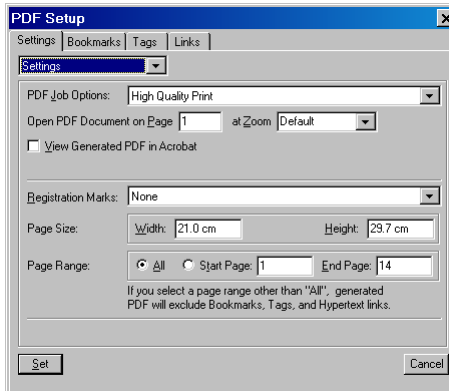 PDF Setup
Settings Bookmarks Tags Links
Settings
PDF Job Options: High Quality Print
Open PDF Document on Page 1 at Zoom Default
View Generated PDF in Acrobat
Registration Marks: None
Page Size: Width: 21.0 cm Height: 29.7 cm
Page Range: All Start Page: 1 End Page: 14
If you select a page range other than "All", generated
PDF will exclude Bookmarks, Tags, and Hypertext links.
Set Cancel